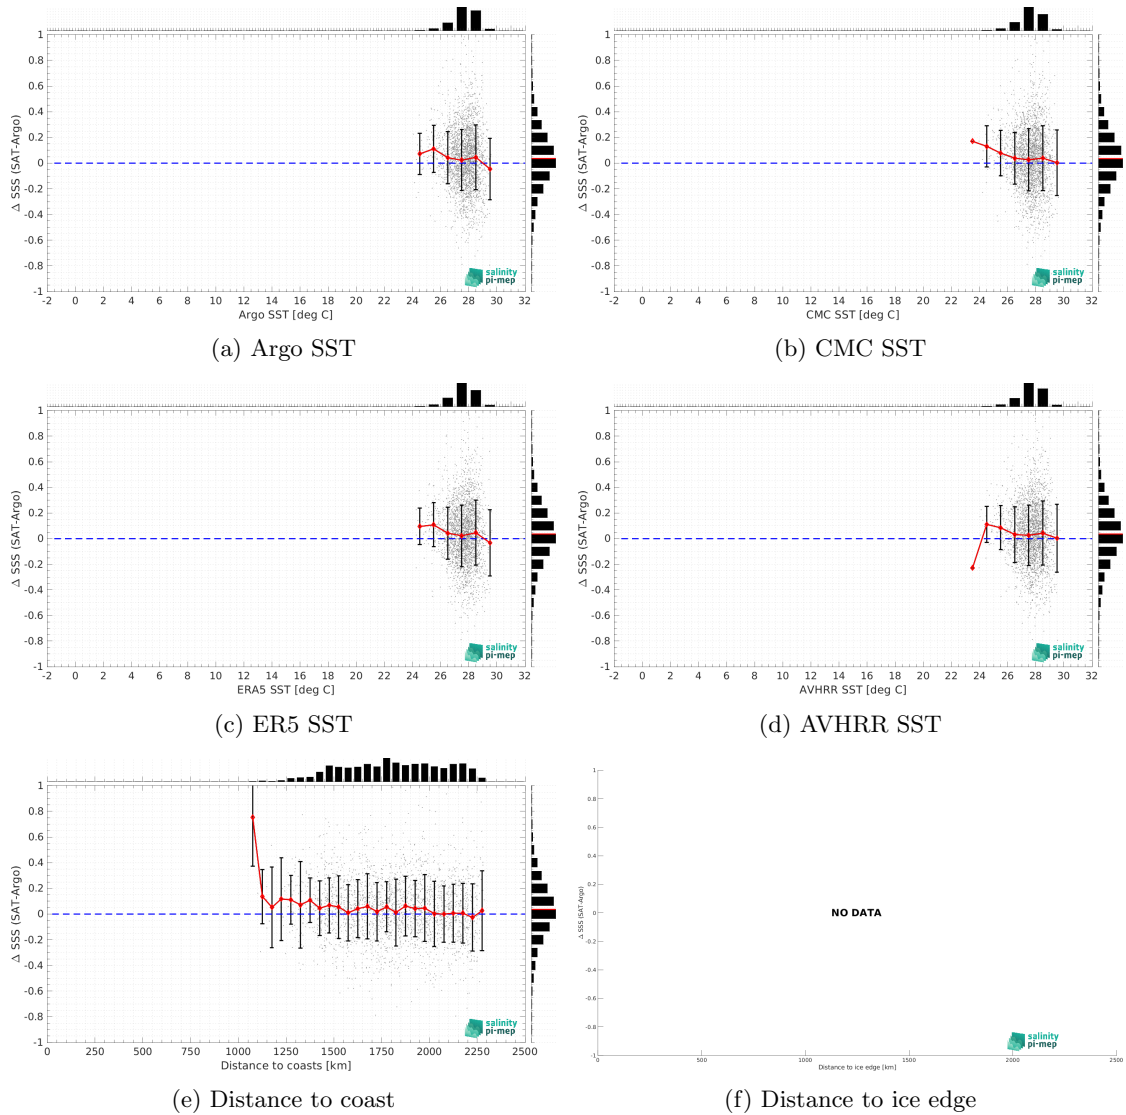 1
0.8
0.6
0.4
0.2
0
-0.2
-0.4
-0.6
-0.8
-1
Δ SSS (SAT-Argo)
-2 0 2 4 6 8 10 12 14 16 18 20 22 24 26 28 30 32
Argo SST [deg C]
salinity
pi-mep
(a) Argo SST
1
0.8
0.6
0.4
0.2
0
-0.2
-0.4
-0.6
-0.8
-1
Δ SSS (SAT-Argo)
-2 0 2 4 6 8 10 12 14 16 18 20 22 24 26 28 30 32
CMC SST [deg C]
salinity
pi-mep
(b) CMC SST
1
0.8
0.6
0.4
0.2
0
-0.2
-0.4
-0.6
-0.8
-1
Δ SSS (SAT-Argo)
-2 0 2 4 6 8 10 12 14 16 18 20 22 24 26 28 30 32
ERA5 SST [deg C]
salinity
pi-mep
(c) ER5 SST
1
0.8
0.6
0.4
0.2
0
-0.2
-0.4
-0.6
-0.8
-1
Δ SSS (SAT-Argo)
-2 0 2 4 6 8 10 12 14 16 18 20 22 24 26 28 30 32
AVHRR SST [deg C]
salinity
pi-mep
(d) AVHRR SST
1
0.8
0.6
0.4
0.2
0
-0.2
-0.4
-0.6
-0.8
-1
Δ SSS (SAT-Argo)
0 250 500 750 1000 1250 1500 1750 2000 2250 2500
Distance to coasts [km]
salinity
pi-mep
(e) Distance to coast
1
0.8
0.6
0.4
0.2
0
-0.2
-0.4
-0.6
-0.8
-1
Δ SSS (SAT-Argo)
NO DATA
0 500 1000 1500 2000 2500
Distance to ice edge [km]
salinity
pi-mep
(f) Distance to ice edge